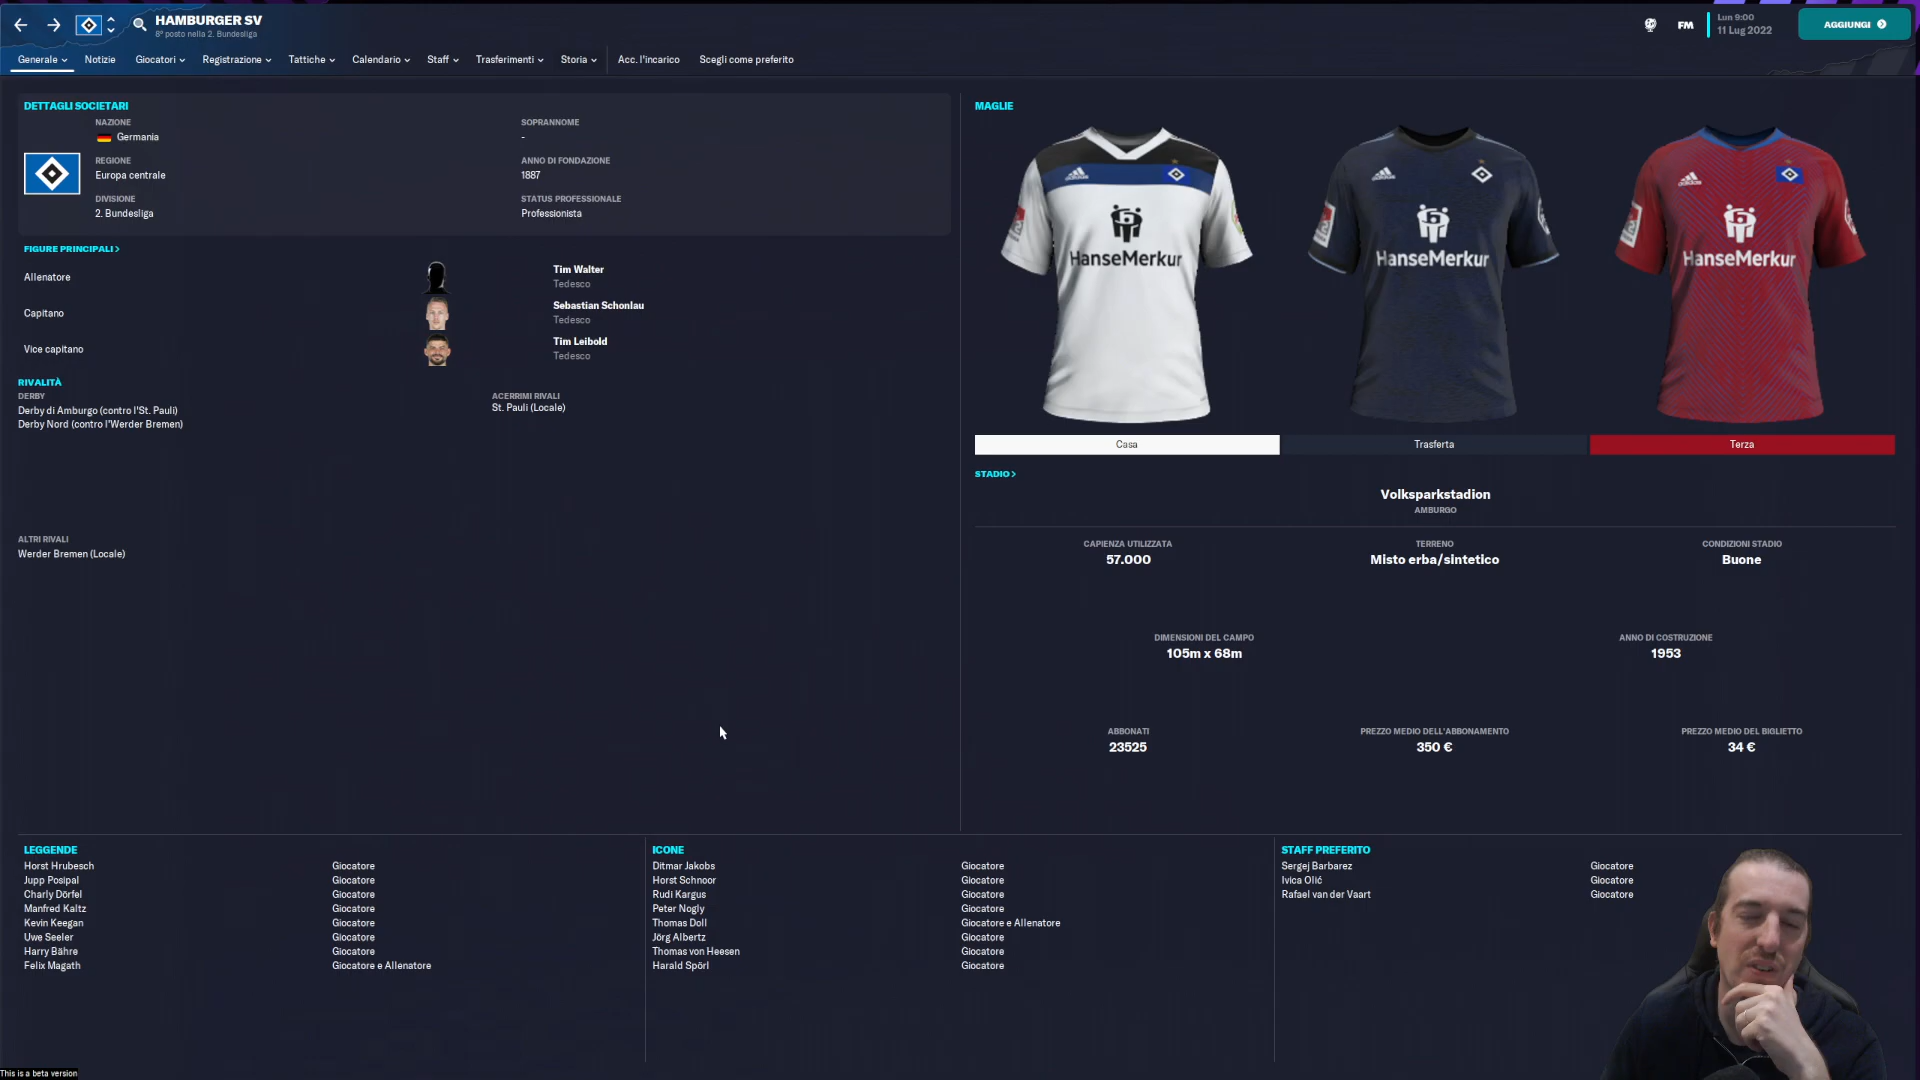 HAMBURGER SV
8º posto nella 2. Bundesliga
FM
Lun 9:00
11 Lug 2022
AGGIUNGI
Generale
Notizie
Giocatori
Registrazione
Tattiche
Calendario
Staff
Trasferimenti
Storia
Acc. l'incarico
Scegli come preferito
DETTAGLI SOCIETARI
NAZIONE
Germania
SOPRANNOME
-
REGIONE
Europa centrale
ANNO DI FONDAZIONE
1887
DIVISIONE
2. Bundesliga
STATUS PROFESSIONALE
Professionista
FIGURE PRINCIPALI >
Allenatore
Tim Walter
Tedesco
Capitano
Sebastian Schonlau
Tedesco
Vice capitano
Tim Leibold
Tedesco
RIVALITÀ
DERBY
Derby di Amburgo (contro l'St. Pauli)
Derby Nord (contro l'Werder Bremen)
ACERRIMI RIVALI
St. Pauli (Locale)
ALTRI RIVALI
Werder Bremen (Locale)
MAGLIE
HanseMerkur
HanseMerkur
HanseMerkur
Casa
Trasferta
Terza
STADIO >
Volksparkstadion
AMBURGO
CAPIENZA UTILIZZATA
57.000
TERRENO
Misto erba/sintetico
CONDIZIONI STADIO
Buone
DIMENSIONI DEL CAMPO
105m x 68m
ANNO DI COSTRUZIONE
1953
ABBONATI
23525
PREZZO MEDIO DELL'ABBONAMENTO
350 €
PREZZO MEDIO DEL BIGLIETTO
34 €
LEGGENDE
Horst Hrubesch Giocatore
Jupp Posipal Giocatore
Charly Dörfel Giocatore
Manfred Kaltz Giocatore
Kevin Keegan Giocatore
Uwe Seeler Giocatore
Harry Bähre Giocatore
Felix Magath Giocatore e Allenatore
ICONE
Ditmar Jakobs Giocatore
Horst Schnoor Giocatore
Rudi Kargus Giocatore
Peter Nogly Giocatore
Thomas Doll Giocatore e Allenatore
Jörg Albertz Giocatore
Thomas von Heesen Giocatore
Harald Spörl Giocatore
STAFF PREFERITO
Sergej Barbarez Giocatore
Ivica Olić Giocatore
Rafael van der Vaart Giocatore
This is a beta version